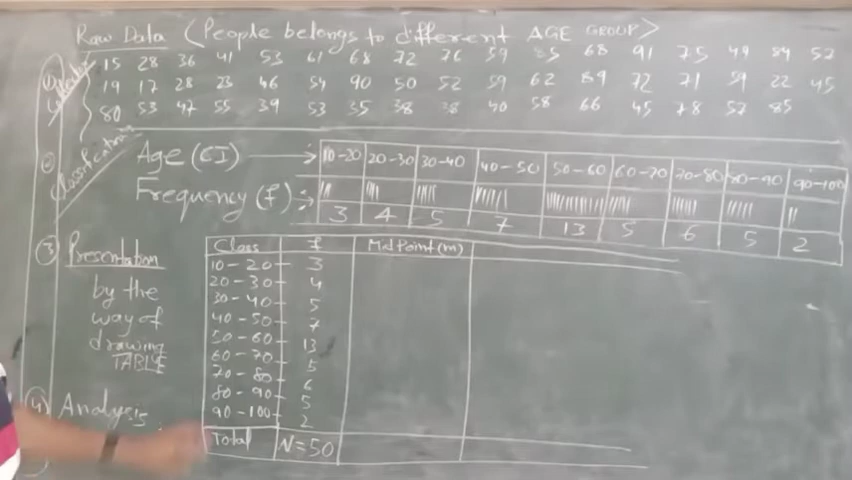 Raw Data (People belongs to different AGE GROUP)
15 28 36 41 53 61 68 72 76 59 85 68 91 75 49 84 57
19 17 28 23 46 54 90 50 52 59 62 89 72 71 59 22 45
80 53 47 55 39 53 35 38 38 40 58 66 45 78 57 85
② Classification
Age (CI) → 10-20 20-30 30-40 40-50 50-60 60-70 70-80 80-90 90-100
Frequency (f) →
3 4 5 7 13 5 6 5 2
③ Presentation
by the
way of
drawing
TABLE
Class f Mid Point (m)
10-20 3
20-30 4
30-40 5
40-50 7
50-60 13
60-70 5
70-80 6
80-90 5
90-100 2
Total N=50
④ Analysis